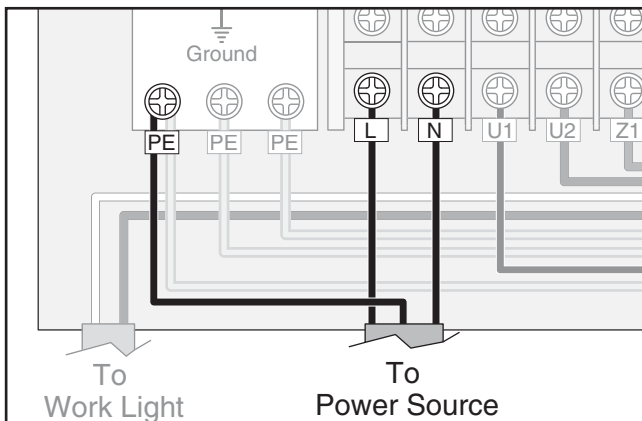 Ground
PE PE PE L N U1 U2 Z1
To
Work Light
To
Power Source